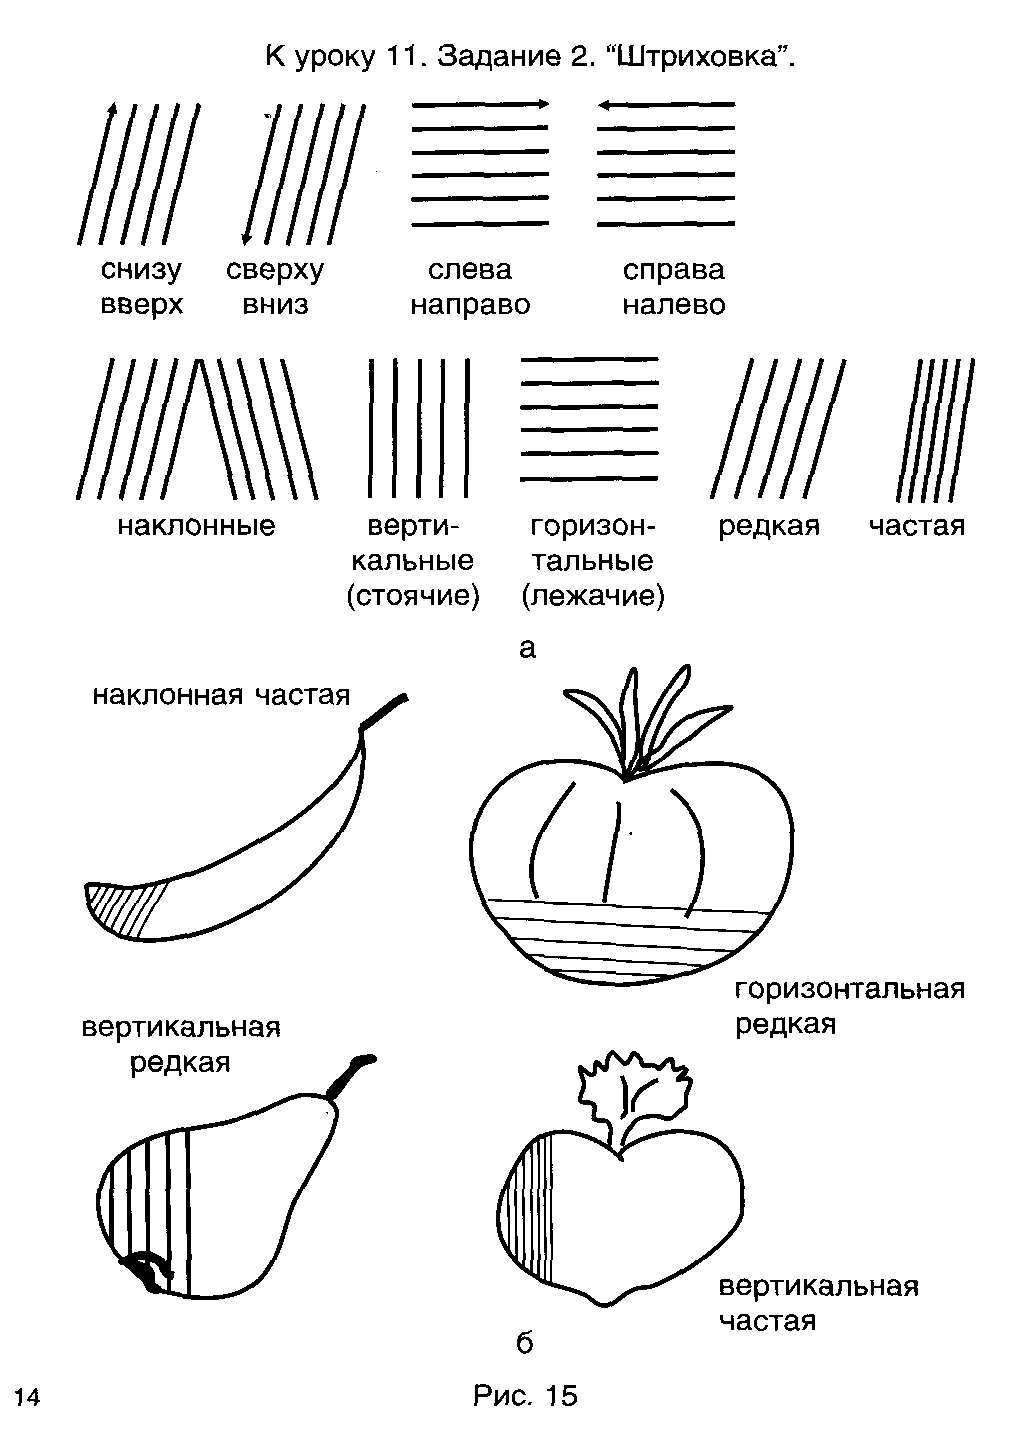 К уроку 11. Задание 2. "Штриховка".
снизу вверх
сверху вниз
слева направо
справа налево
наклонные
верти-
кальные
(стоячие)
горизон-
тальные
(лежачие)
редкая
частая
а
наклонная частая
горизонтальная
редкая
вертикальная
редкая
вертикальная
частая
б
14
Рис. 15